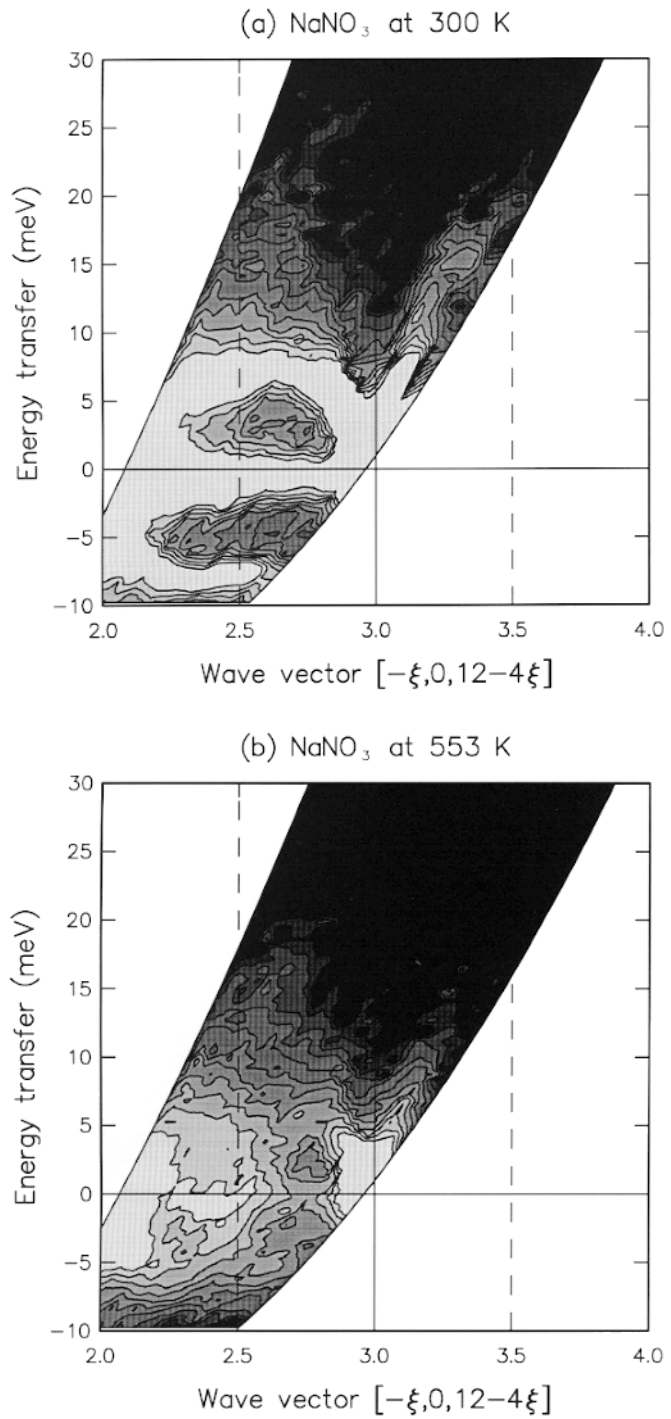 (a) NaNO₃ at 300 K
30
25
20
15
10
5
0
-5
-10
Energy transfer (meV)
2.0 2.5 3.0 3.5 4.0
Wave vector [-ξ,0,12-4ξ]
(b) NaNO₃ at 553 K
30
25
20
15
10
5
0
-5
-10
Energy transfer (meV)
2.0 2.5 3.0 3.5 4.0
Wave vector [-ξ,0,12-4ξ]